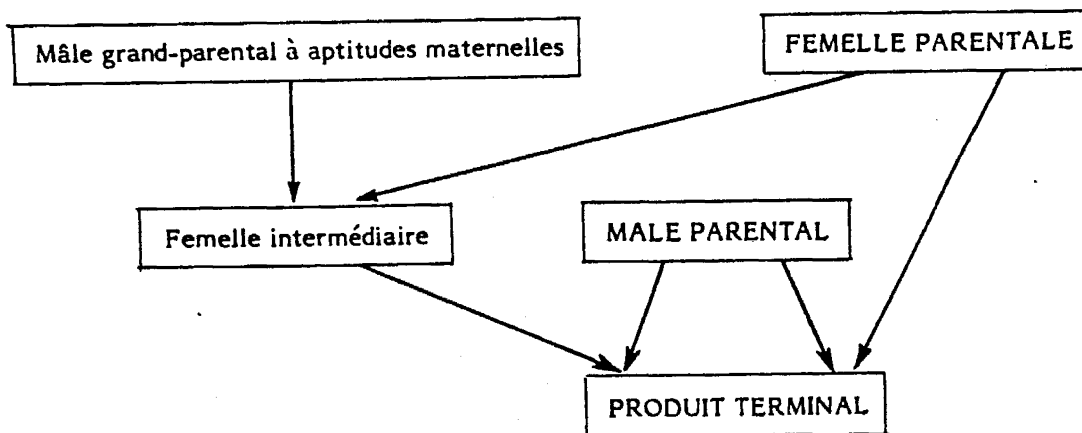 Mâle grand-parental à aptitudes maternelles
FEMELLE PARENTALE
Femelle intermédiaire
MALE PARENTAL
PRODUIT TERMINAL